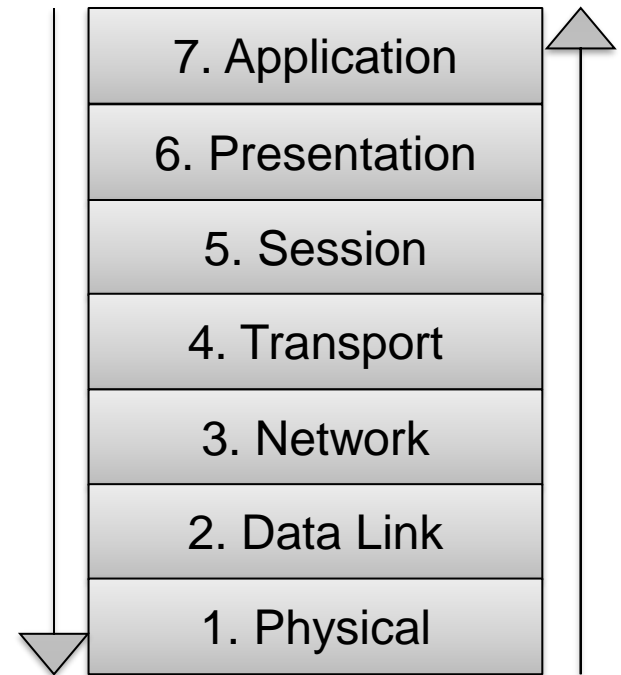 7. Application
6. Presentation
5. Session
4. Transport
3. Network
2. Data Link
1. Physical